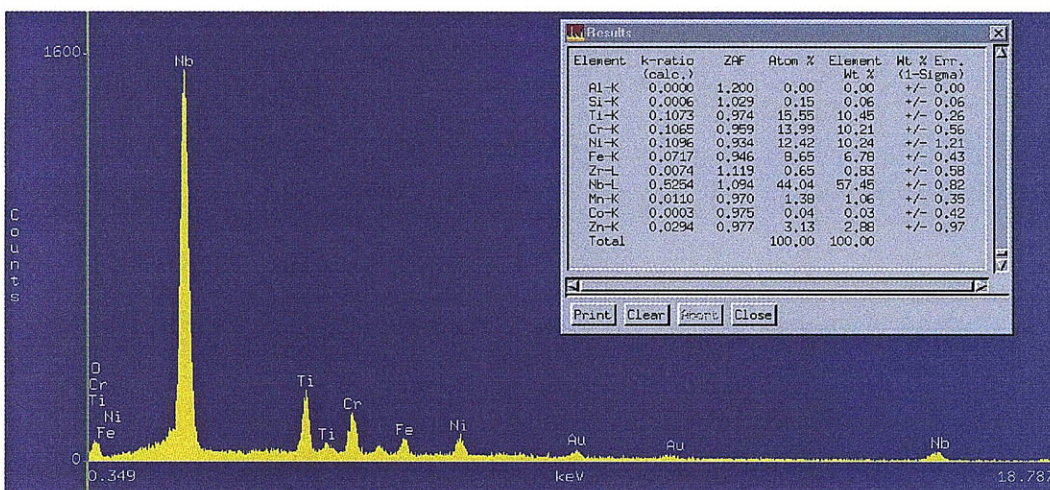 Results
Element k-ratio ZAF Atom % Element Wt % Err.
(calc.) Wt % (1-Sigma)
Al-K 0.0000 1.200 0.00 0.00 +/- 0.00
Si-K 0.0006 1.029 0.15 0.06 +/- 0.06
Ti-K 0.1073 0.974 15.55 10.45 +/- 0.26
Cr-K 0.1065 0.959 13.99 10.21 +/- 0.56
Ni-K 0.1096 0.934 12.42 10.24 +/- 1.21
Fe-K 0.0717 0.946 8.65 6.78 +/- 0.43
Zr-L 0.0074 1.119 0.65 0.83 +/- 0.58
Nb-L 0.5254 1.094 44.04 57.45 +/- 0.82
Mn-K 0.0110 0.970 1.38 1.06 +/- 0.35
Co-K 0.0003 0.975 0.04 0.03 +/- 0.42
Zn-K 0.0294 0.977 3.13 2.88 +/- 0.97
Total 100.00 100.00
Print Clear Abort Close
1600
Nb
Counts
O
Cr
Ti
Ni
Fe
Ti
Ti
Cr
Fe
Ni
Au
Au
Nb
0
0.349 keV 18.787